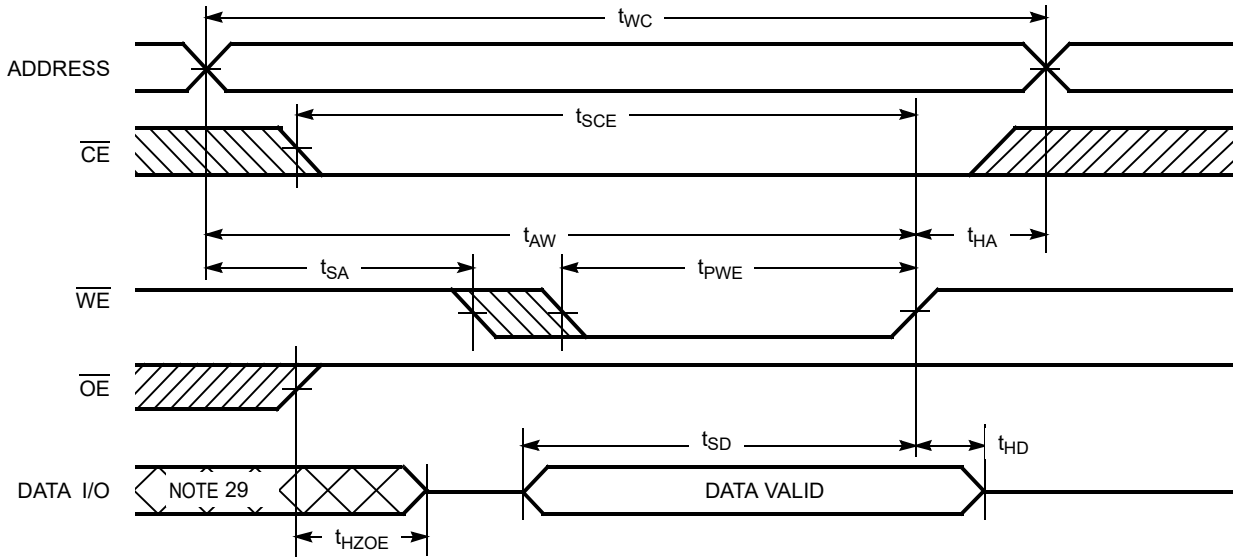 tWC
ADDRESS
tSCE
CE
tAW
tHA
tSA
tPWE
WE
OE
tSD
tHD
DATA I/O
NOTE 29
DATA VALID
tHZOE